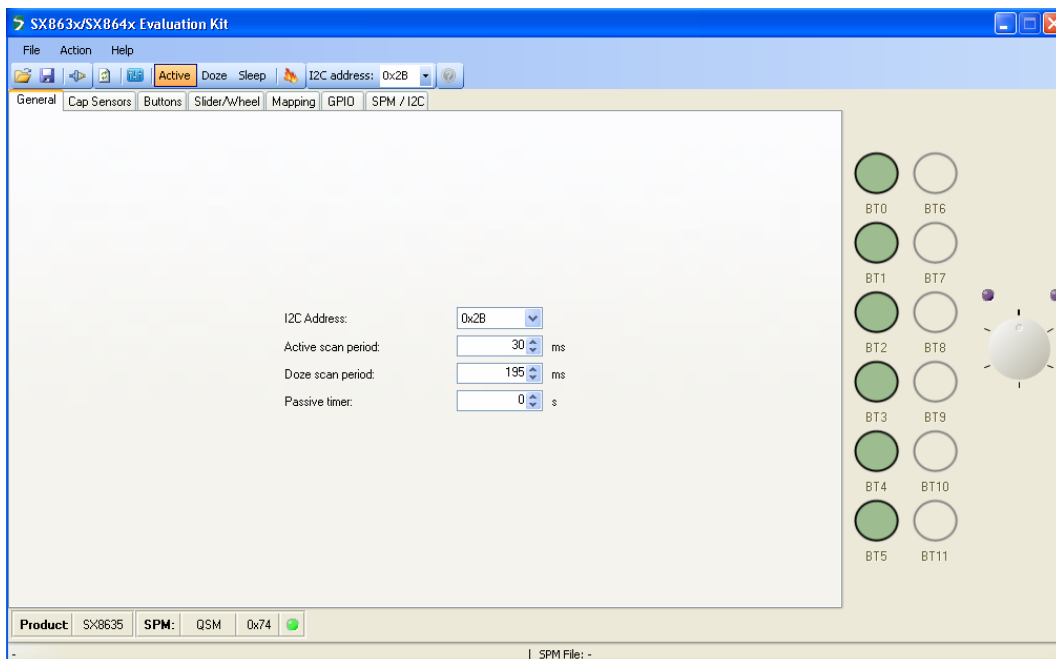 SX863x/SX864x Evaluation Kit
File Action Help
Active Doze Sleep I2C address: 0x2B
General Cap Sensors Buttons Slider/Wheel Mapping GPIO SPM / I2C
I2C Address: 0x2B
Active scan period: 30 ms
Doze scan period: 195 ms
Passive timer: 0 s
BT0 BT6
BT1 BT7
BT2 BT8
BT3 BT9
BT4 BT10
BT5 BT11
Product: SX8635 SPM: QSM 0x74
- | SPM File: -